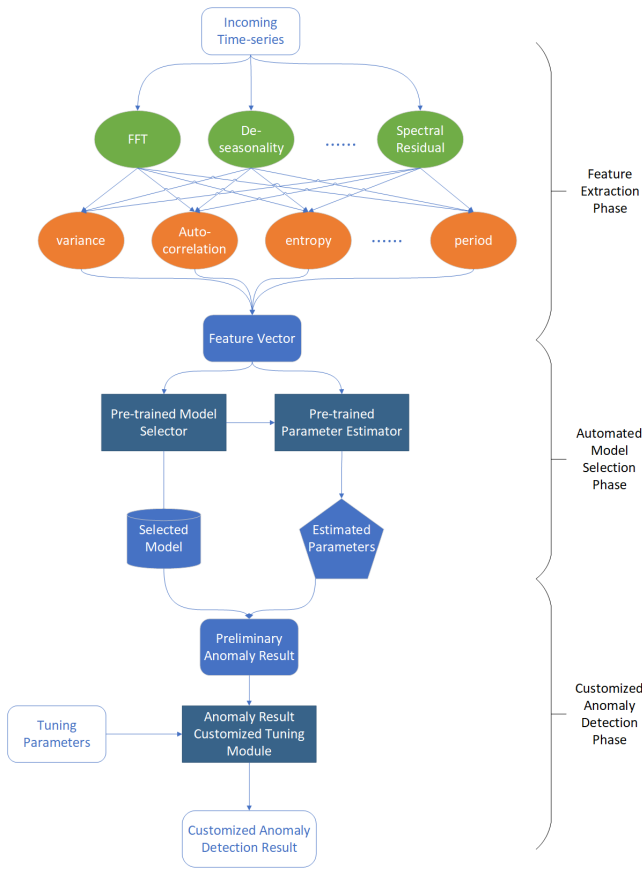 Incoming
Time-series
FFT
De-
seasonality
......
Spectral
Residual
Feature
Extraction
Phase
variance
Auto-
correlation
entropy
......
period
Feature Vector
Pre-trained Model
Selector
Pre-trained
Parameter Estimator
Automated
Model
Selection
Phase
Selected
Model
Estimated
Parameters
Preliminary
Anomaly Result
Customized
Anomaly
Detection
Phase
Tuning
Parameters
Anomaly Result
Customized Tuning
Module
Customized Anomaly
Detection Result